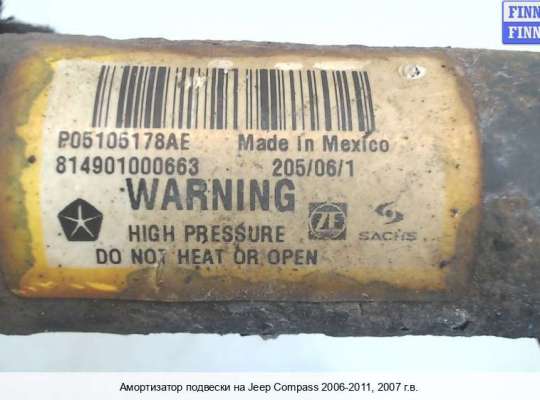 FINN
FINN
P05105178AE Made in Mexico
814901000663 205/06/1
WARNING
HIGH PRESSURE ZF SACHS
DO NOT HEAT OR OPEN
Амортизатор подвески на Jeep Compass 2006-2011, 2007 г.в.